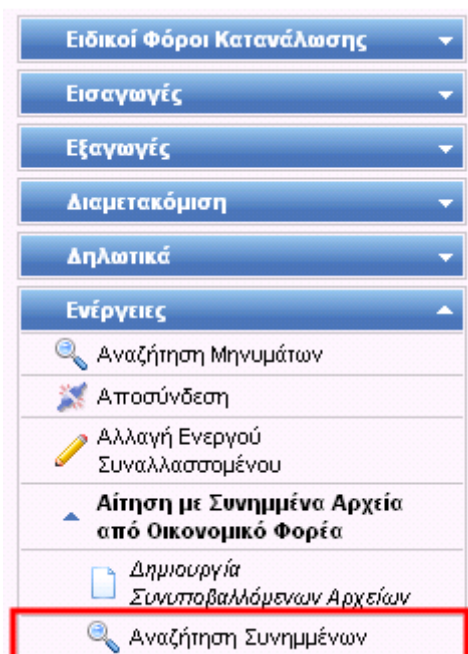 Ειδικοί Φόροι Κατανάλωσης
Εισαγωγές
Εξαγωγές
Διαμετακόμιση
Δηλωτικά
Ενέργειες
Αναζήτηση Μηνυμάτων
Αποσύνδεση
Αλλαγή Ενεργού
Συναλλασσομένου
Αίτηση με Συνημμένα Αρχεία
από Οικονομικό Φορέα
Δημιουργία
Συνυποβαλλόμενων Αρχείων
Αναζήτηση Συνημμένων